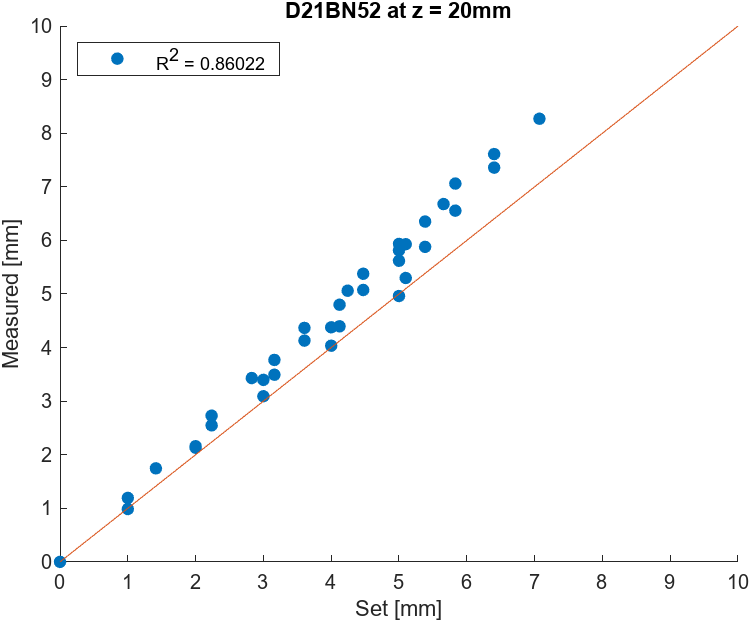 D21BN52 at z = 20mm
R² = 0.86022
10
9
8
7
6
5
4
3
2
1
0
Measured [mm]
0 1 2 3 4 5 6 7 8 9 10
Set [mm]